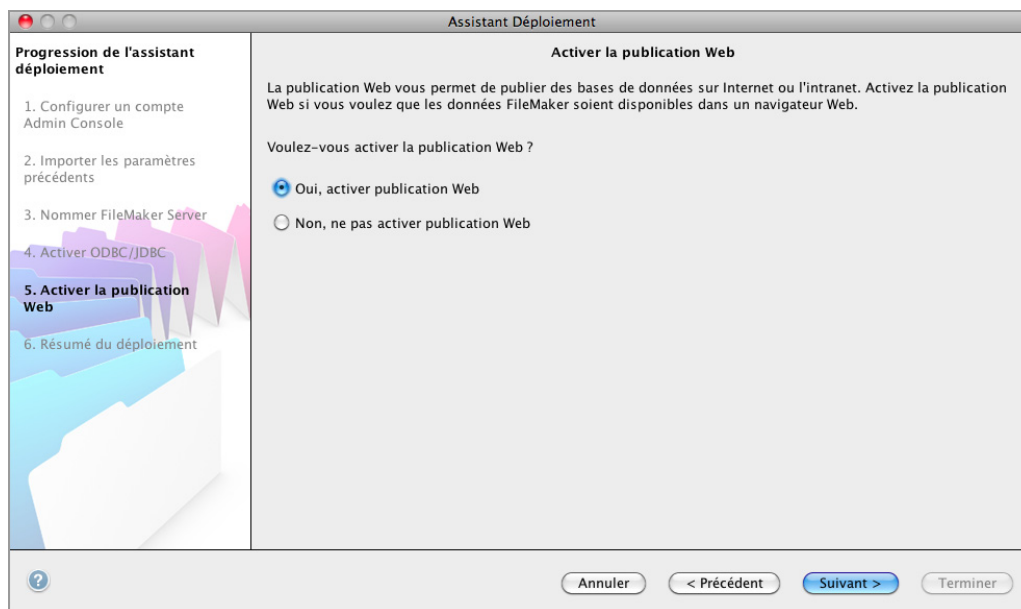 Assistant Déploiement
Progression de l'assistant
déploiement
1. Configurer un compte
Admin Console
2. Importer les paramètres
précédents
3. Nommer FileMaker Server
4. Activer ODBC/JDBC
5. Activer la publication
Web
6. Résumé du déploiement
Activer la publication Web
La publication Web vous permet de publier des bases de données sur Internet ou l'intranet. Activez la publication
Web si vous voulez que les données FileMaker soient disponibles dans un navigateur Web.
Voulez-vous activer la publication Web ?
Oui, activer publication Web
Non, ne pas activer publication Web
?
Annuler
< Précédent
Suivant >
Terminer